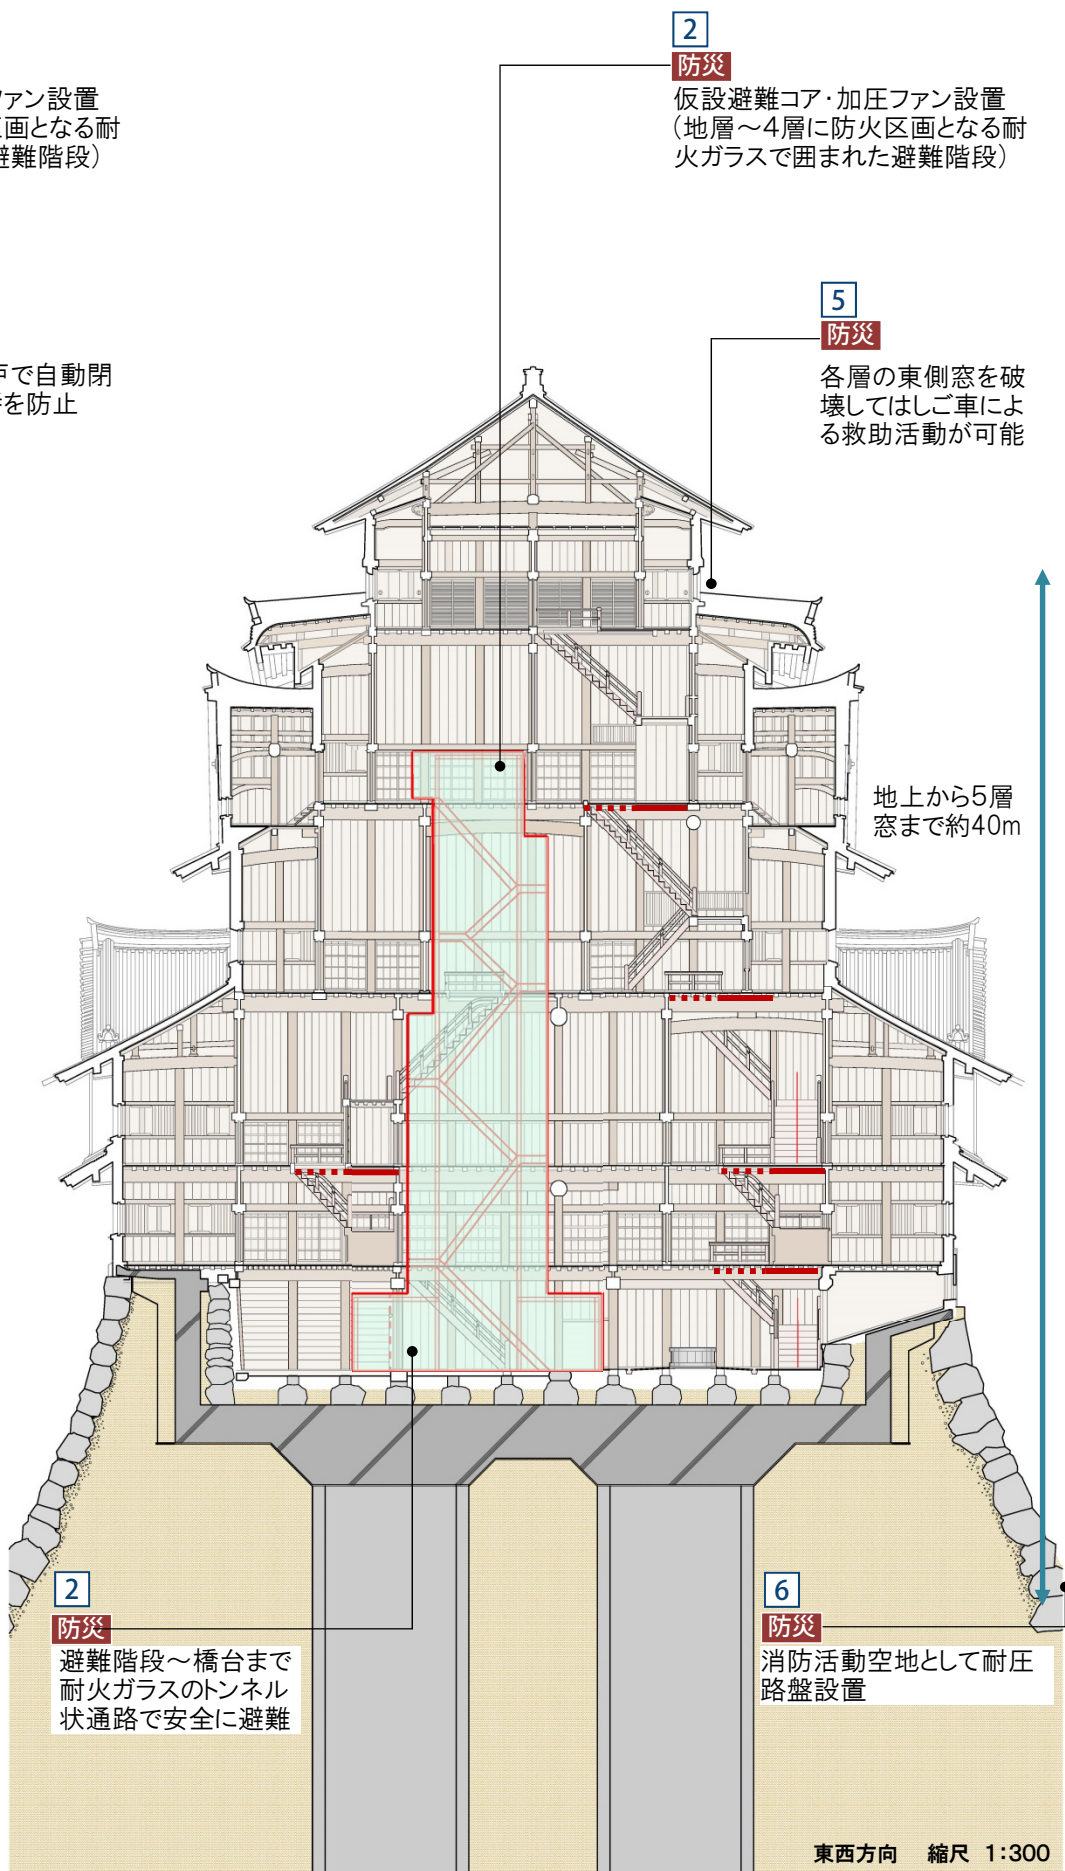 2
防災
仮設避難コア・加圧ファン設置
(地層～4層に防火区画となる耐
火ガラスで囲まれた避難階段)
ァン設置
画となる耐
難階段)
5
防災
各層の東側窓を破
壊してはしご車によ
る救助活動が可能
で自動閉
を防止
地上から5層
窓まで約40m
2
防災
避難階段～橋台まで
耐火ガラスのトンネル
状通路で安全に避難
6
防災
消防活動空地として耐圧
路盤設置
東西方向　縮尺 1:300